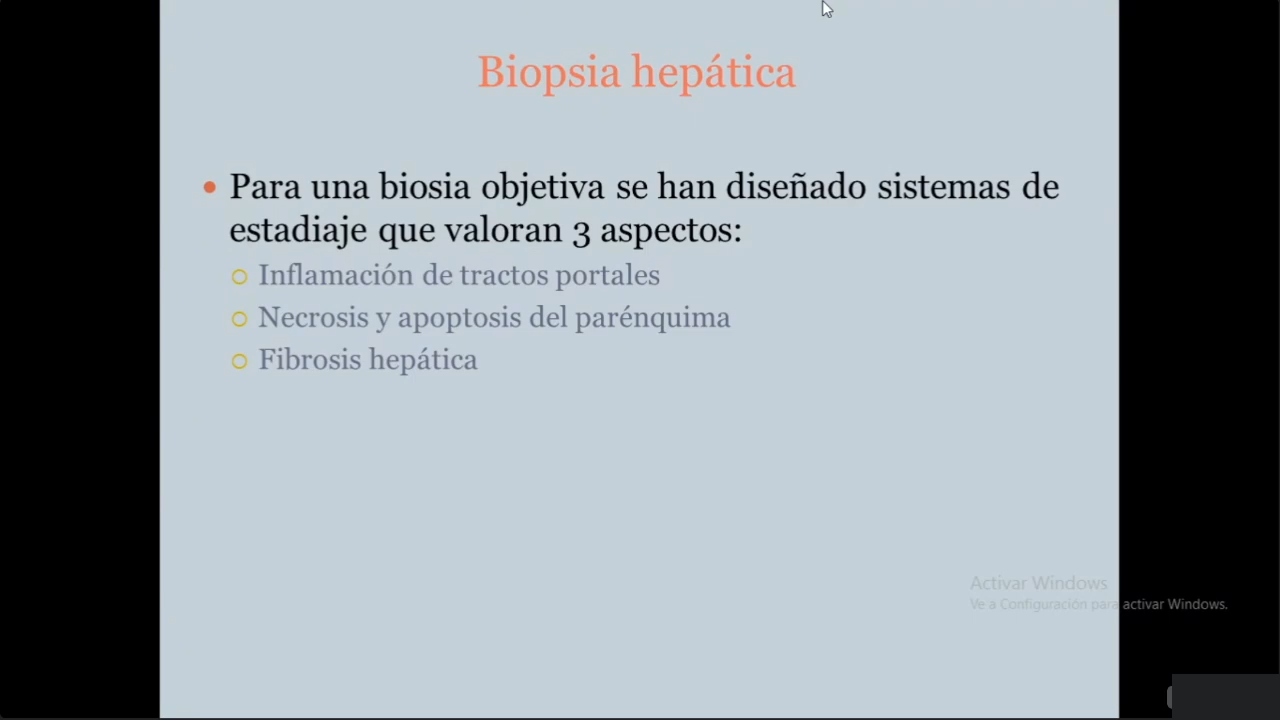 Biopsia hepática
Para una biosia objetiva se han diseñado sistemas de
estadiaje que valoran 3 aspectos:
Inflamación de tractos portales
Necrosis y apoptosis del parénquima
Fibrosis hepática
Activar Windows
Ve a Configuración para activar Windows.